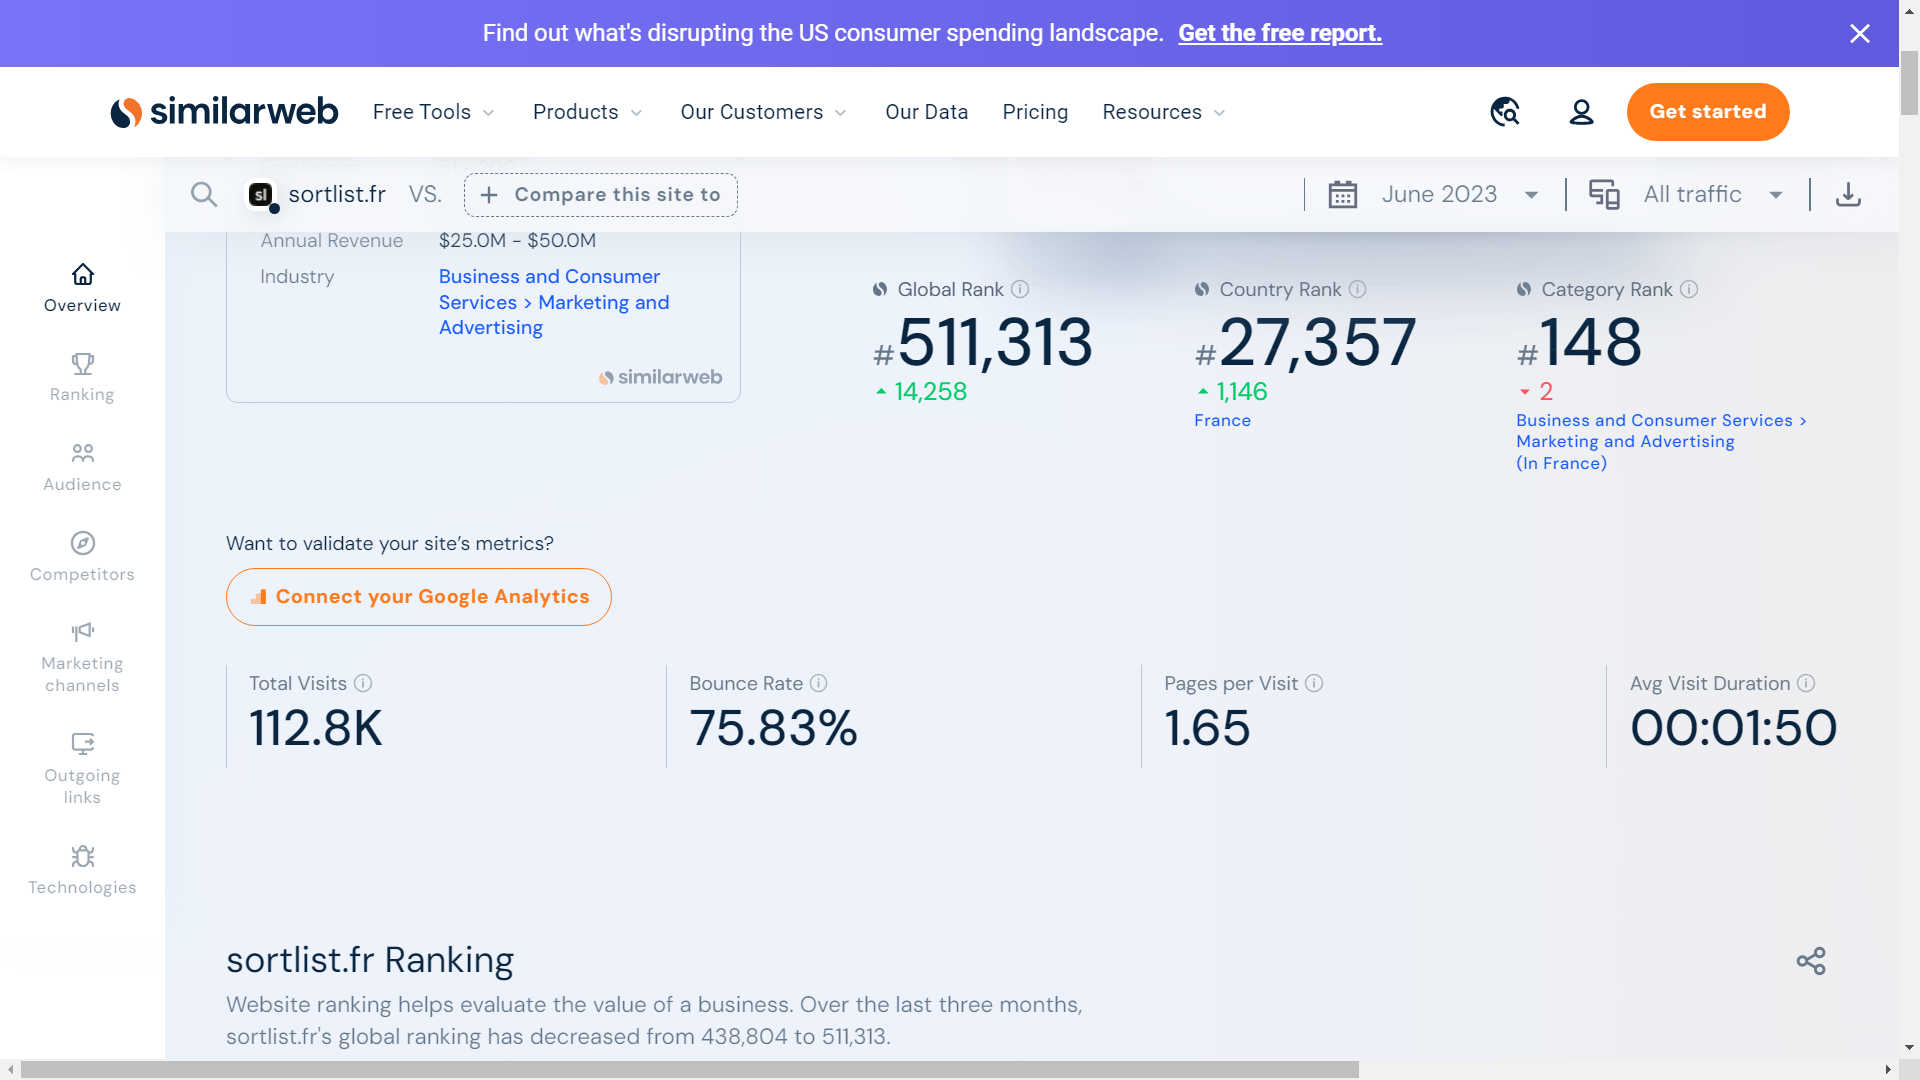 Find out what's disrupting the US consumer spending landscape. Get the free report.
similarweb Free Tools Products Our Customers Our Data Pricing Resources Get started
sl sortlist.fr VS. + Compare this site to June 2023 All traffic
Annual Revenue $25.0M - $50.0M
Industry Business and Consumer
Services > Marketing and
Advertising
similarweb
Global Rank
#511,313
14,258
Country Rank
#27,357
1,146
France
Category Rank
#148
2
Business and Consumer Services >
Marketing and Advertising
(In France)
Overview
Ranking
Audience
Competitors
Marketing
channels
Outgoing
links
Technologies
Want to validate your site's metrics?
Connect your Google Analytics
Total Visits
112.8K
Bounce Rate
75.83%
Pages per Visit
1.65
Avg Visit Duration
00:01:50
sortlist.fr Ranking
Website ranking helps evaluate the value of a business. Over the last three months,
sortlist.fr's global ranking has decreased from 438,804 to 511,313.